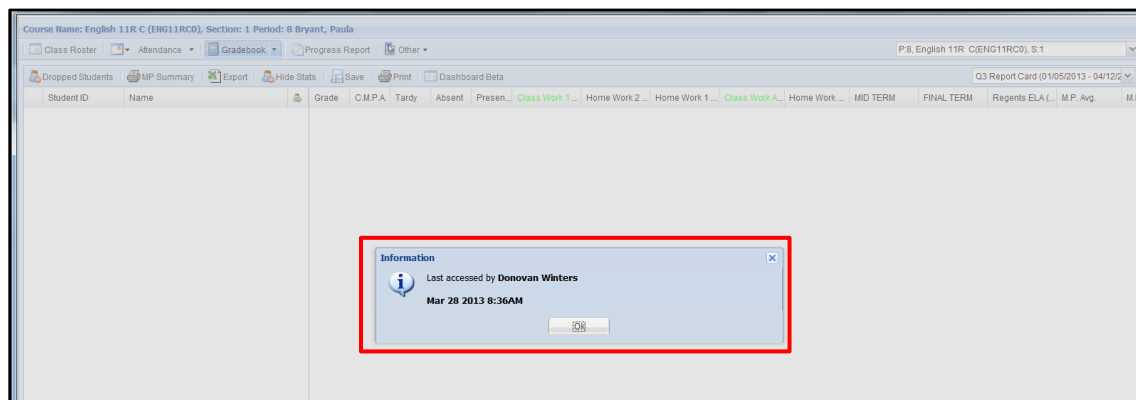 Course Name: English 11R C (ENG11RC0), Section: 1 Period: 8 Bryant, Paula
Class Roster Attendance Gradebook Progress Report Other P:8, English 11R C(ENG11RC0), S:1
Dropped Students MP Summary Export Hide Stats Save Print Dashboard Beta Q3 Report Card (01/05/2013 - 04/12/2
Student ID Name Grade C.M.P.A. Tardy Absent Presen... Class Work 1 ... Home Work 2 ... Home Work 1 ... Class Work A... Home Work ... MID TERM FINAL TERM Regents ELA (... M.P. Avg.
Information
Last accessed by Donovan Winters
Mar 28 2013 8:36AM
OK